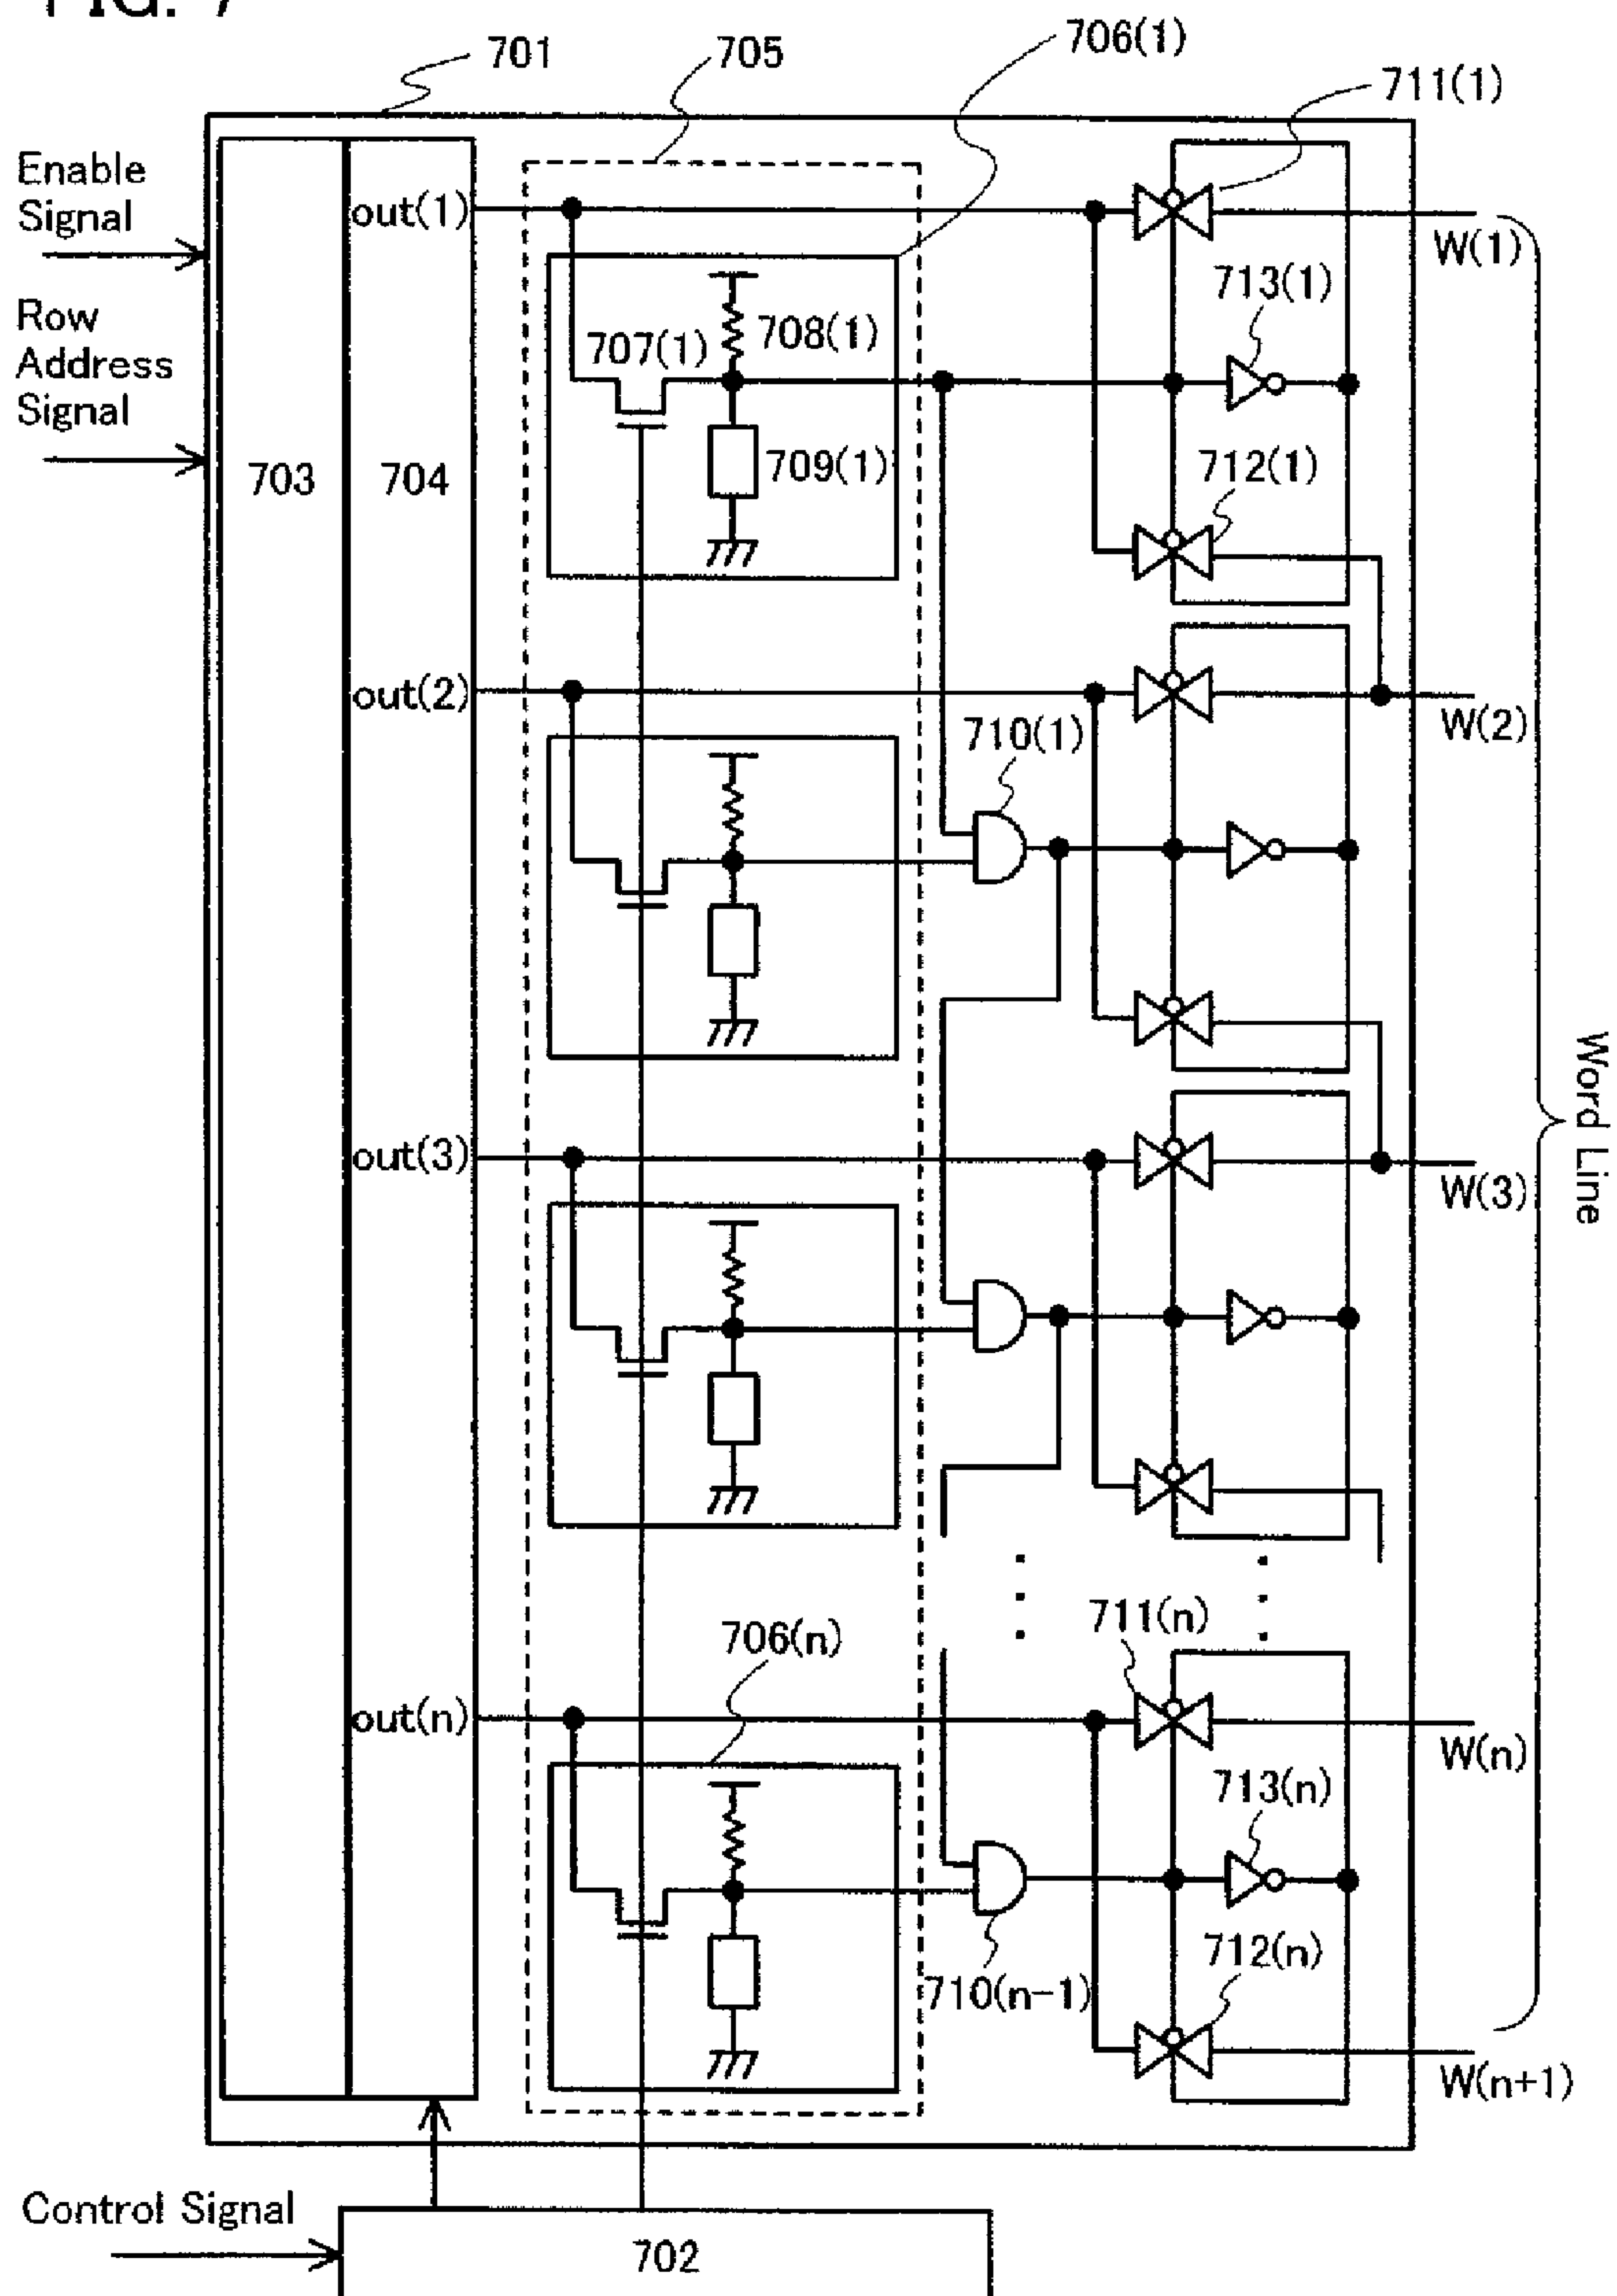 FIG. 7
701
705
706(1)
711(1)
Enable
Signal
out(1)
W(1)
713(1)
Row
Address
Signal
707(1)
708(1)
703
704
709(1)
712(1)
out(2)
W(2)
710(1)
out(3)
W(3)
Word Line
711(n)
706(n)
out(n)
W(n)
713(n)
712(n)
710(n-1)
W(n+1)
Control Signal
702